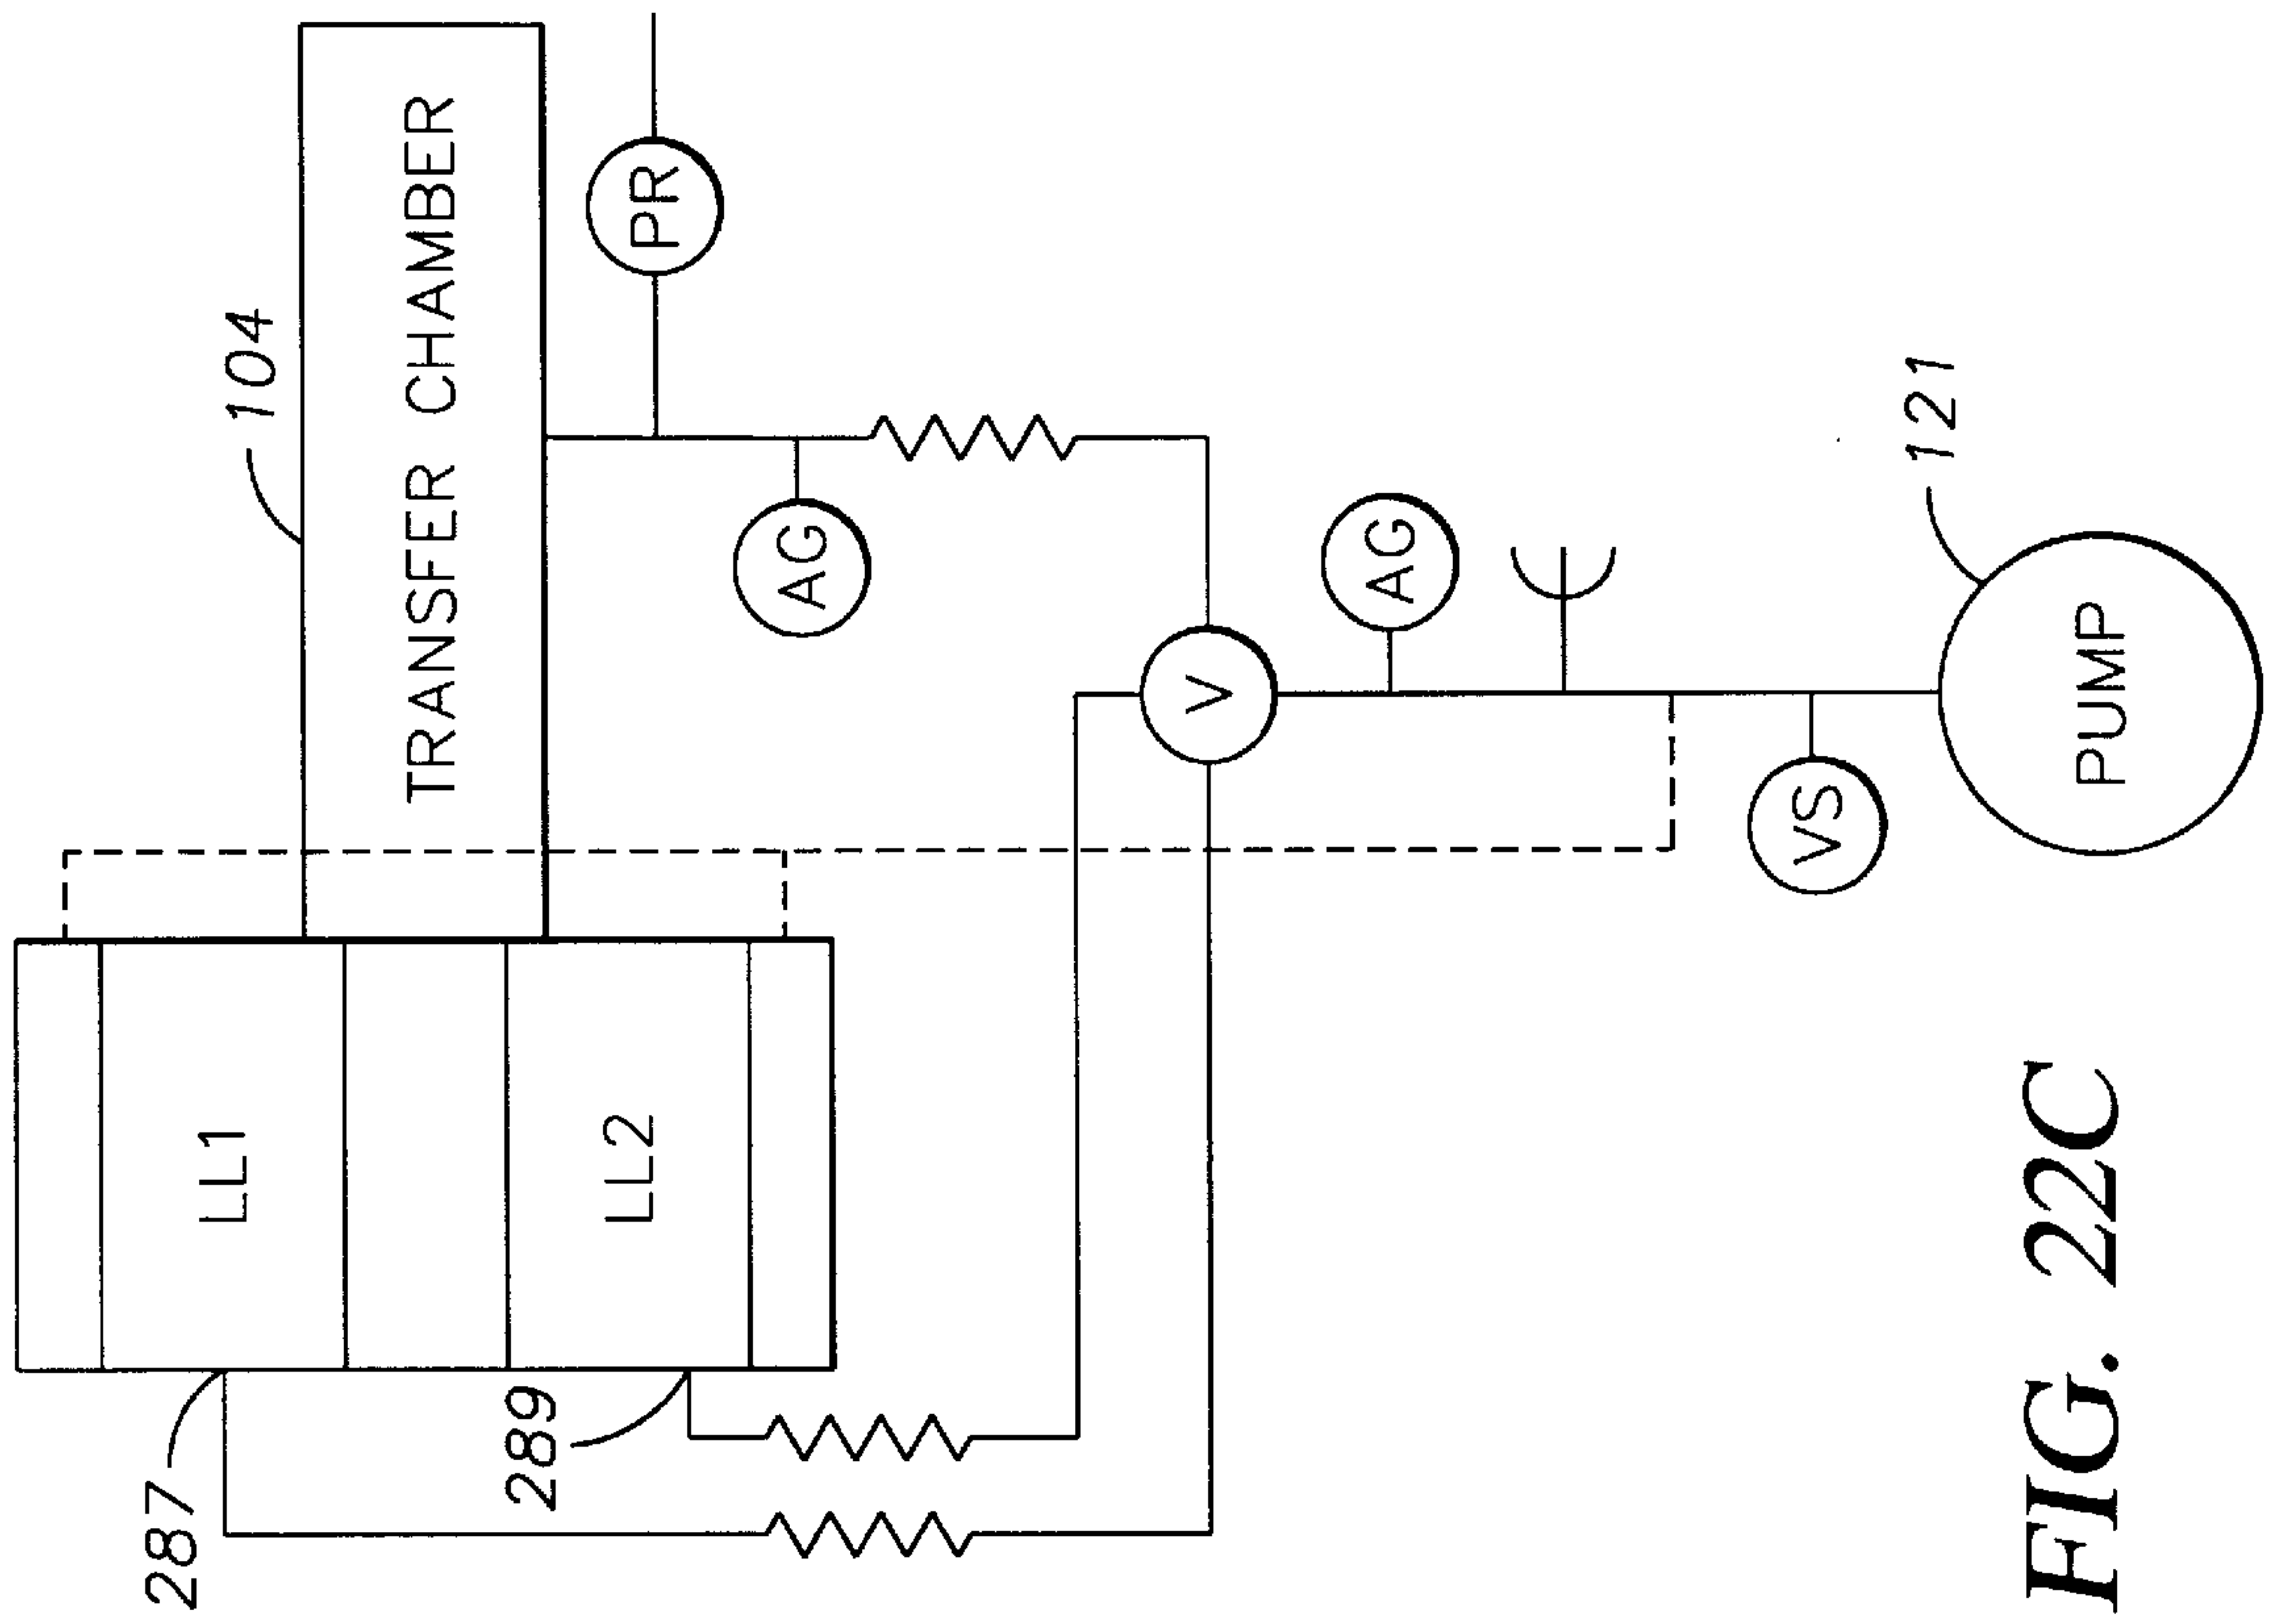 287
LL1
104
TRANSFER CHAMBER
289
LL2
PR
AG
V
AG
VS
121
PUMP
FIG. 22C